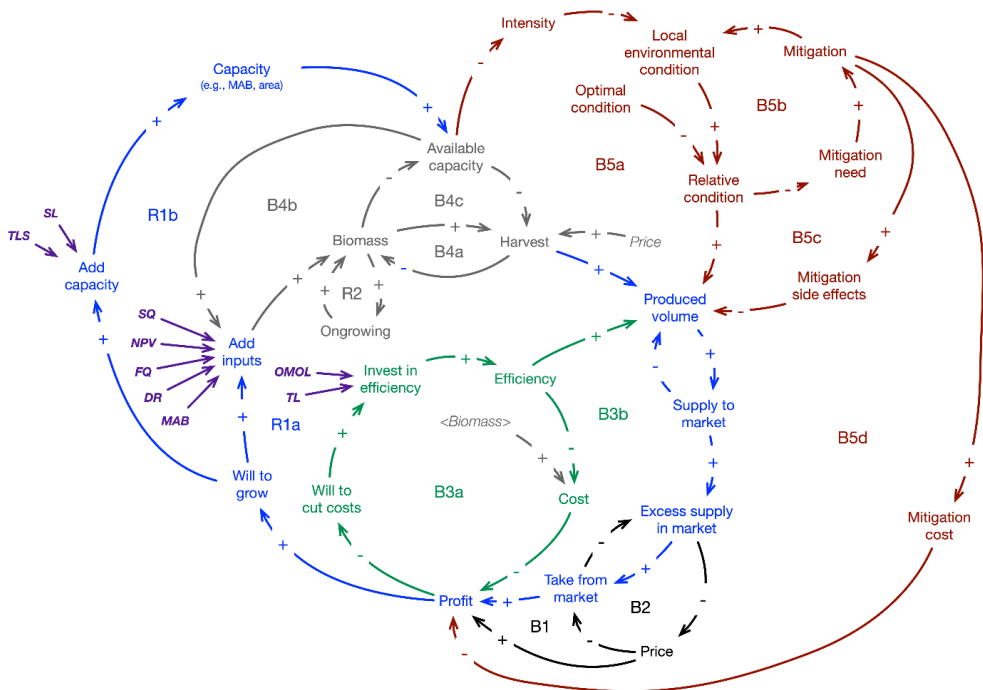 Intensity
-
Local
environmental
condition
+
Mitigation
Capacity
(e.g., MAB, area)
+
-
Optimal
condition
B5b
+
-
+
+
Available
capacity
B5a
Mitigation
need
-
-
Relative
condition
-
SL
R1b
B4b
B4c
TLS
Biomass
+
Harvest
+
Price
+
B5c
+
B4a
-
Add
capacity
+
+
+
R2
+
+
Mitigation
side effects
Produced
volume
-
Ongrowing
SQ
NPV
FQ
DR
MAB
Add
inputs
+
+
+
OMOL
TL
Invest in
efficiency
+
Efficiency
-
Supply to
market
R1a
<Biomass>
B3b
+
+
-
+
+
B5d
+
Will to
grow
Will to
cut costs
B3a
Cost
Excess supply
in market
Mitigation
cost
+
-
-
-
+
-
Profit
+
Take from
market
B2
B1
-
+
Price
-